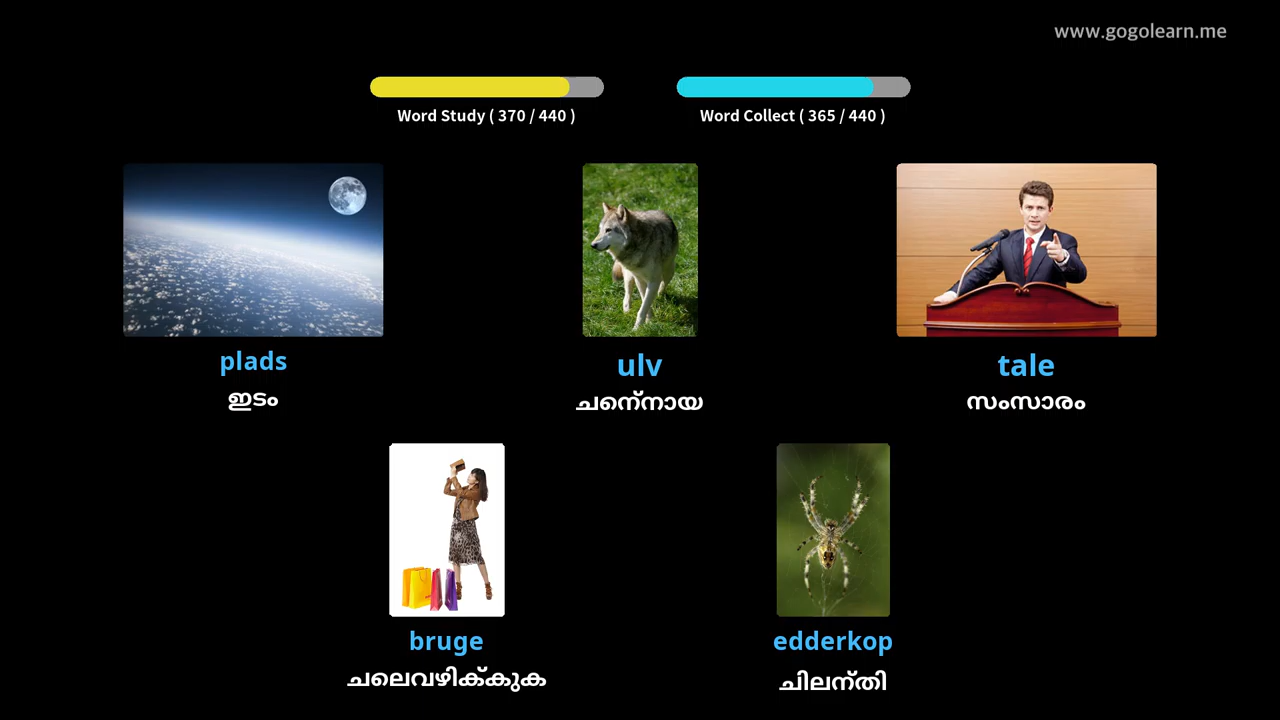 www.gogolearn.me
Word Study ( 370 / 440 )
Word Collect ( 365 / 440 )
plads
ഇടം
ulv
ചെന്നായ
tale
സംസാരം
bruge
ചെലവഴിക്കുക
edderkop
ചിലന്തി